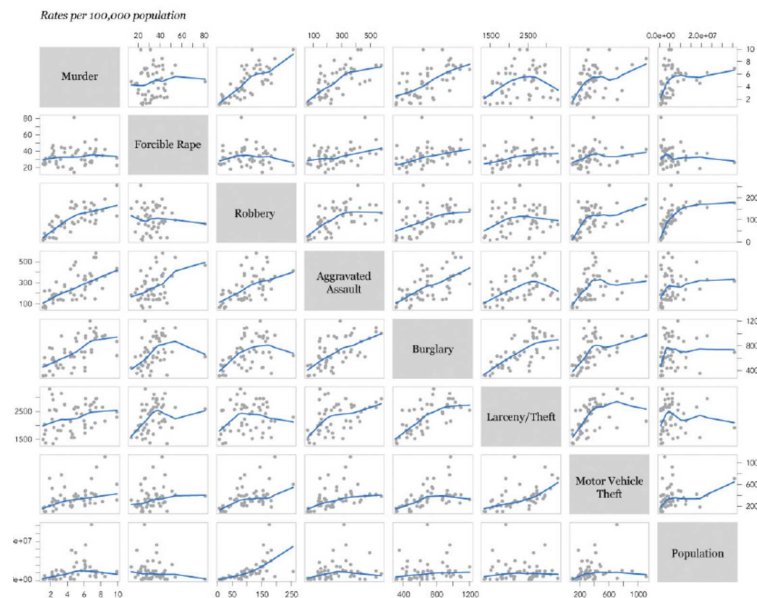 Rates per 100,000 population
20 40 60 80
100 300 500
1500 2500
0.0e+00 2.0e+07
Murder
10
8
6
4
2
80
60
40
20
Forcible Rape
Robbery
200
100
0
500
300
100
Aggravated
Assault
Burglary
120
800
400
2500
1500
Larceny/Theft
Motor Vehicle
Theft
100
600
200
e+07
e+00
Population
2 4 6 8 10
0 50 150 250
400 800 1200
200 600 1000